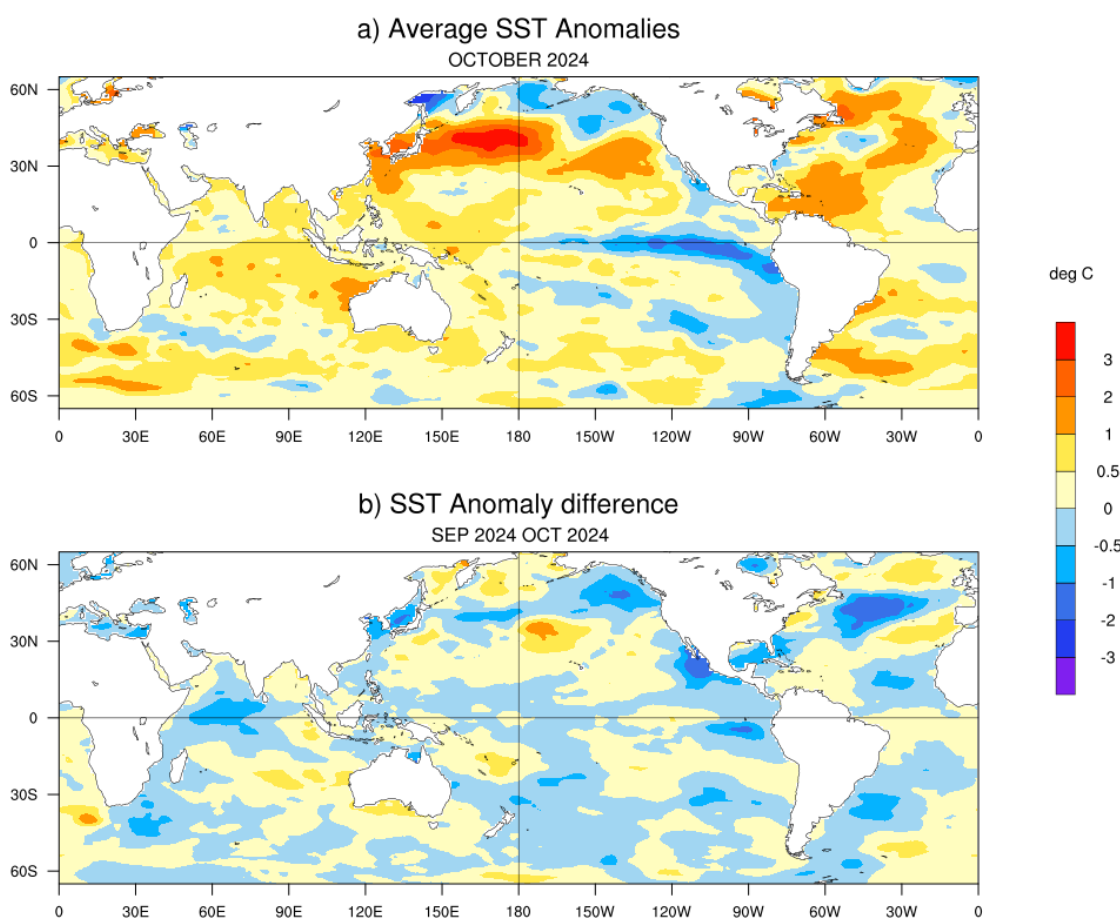 a) Average SST Anomalies
OCTOBER 2024
60N
30N
0
30S
60S
0 30E 60E 90E 120E 150E 180 150W 120W 90W 60W 30W 0
deg C
3
2
1
0.5
0
-0.5
-1
-2
-3
b) SST Anomaly difference
SEP 2024 OCT 2024
60N
30N
0
30S
60S
0 30E 60E 90E 120E 150E 180 150W 120W 90W 60W 30W 0